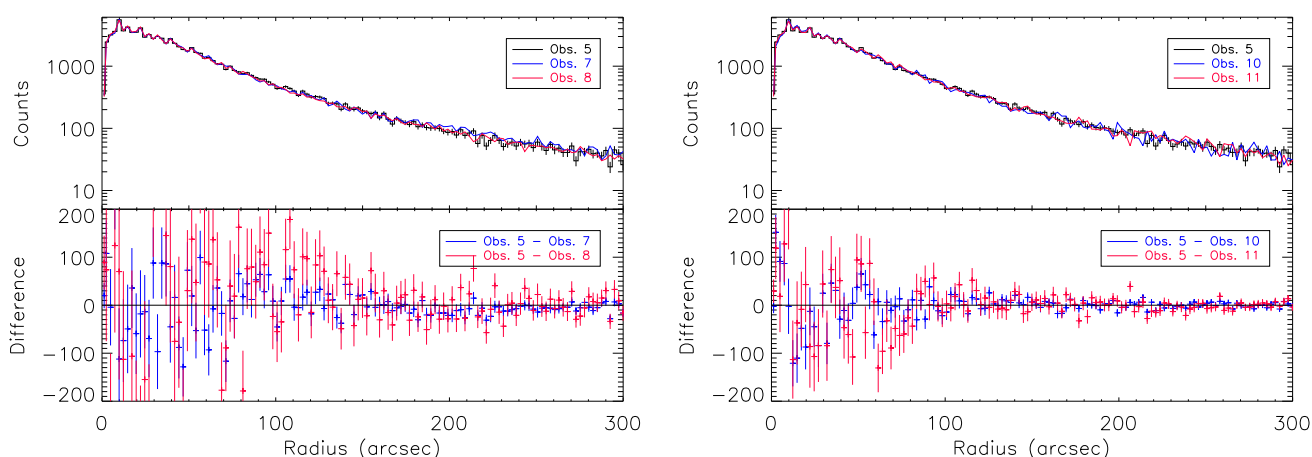 Counts
1000
100
10
Obs. 5
Obs. 7
Obs. 8
Difference
200
100
0
−100
−200
Obs. 5 − Obs. 7
Obs. 5 − Obs. 8
0
100
200
300
Radius (arcsec)
Counts
1000
100
10
Obs. 5
Obs. 10
Obs. 11
Difference
200
100
0
−100
−200
Obs. 5 − Obs. 10
Obs. 5 − Obs. 11
0
100
200
300
Radius (arcsec)